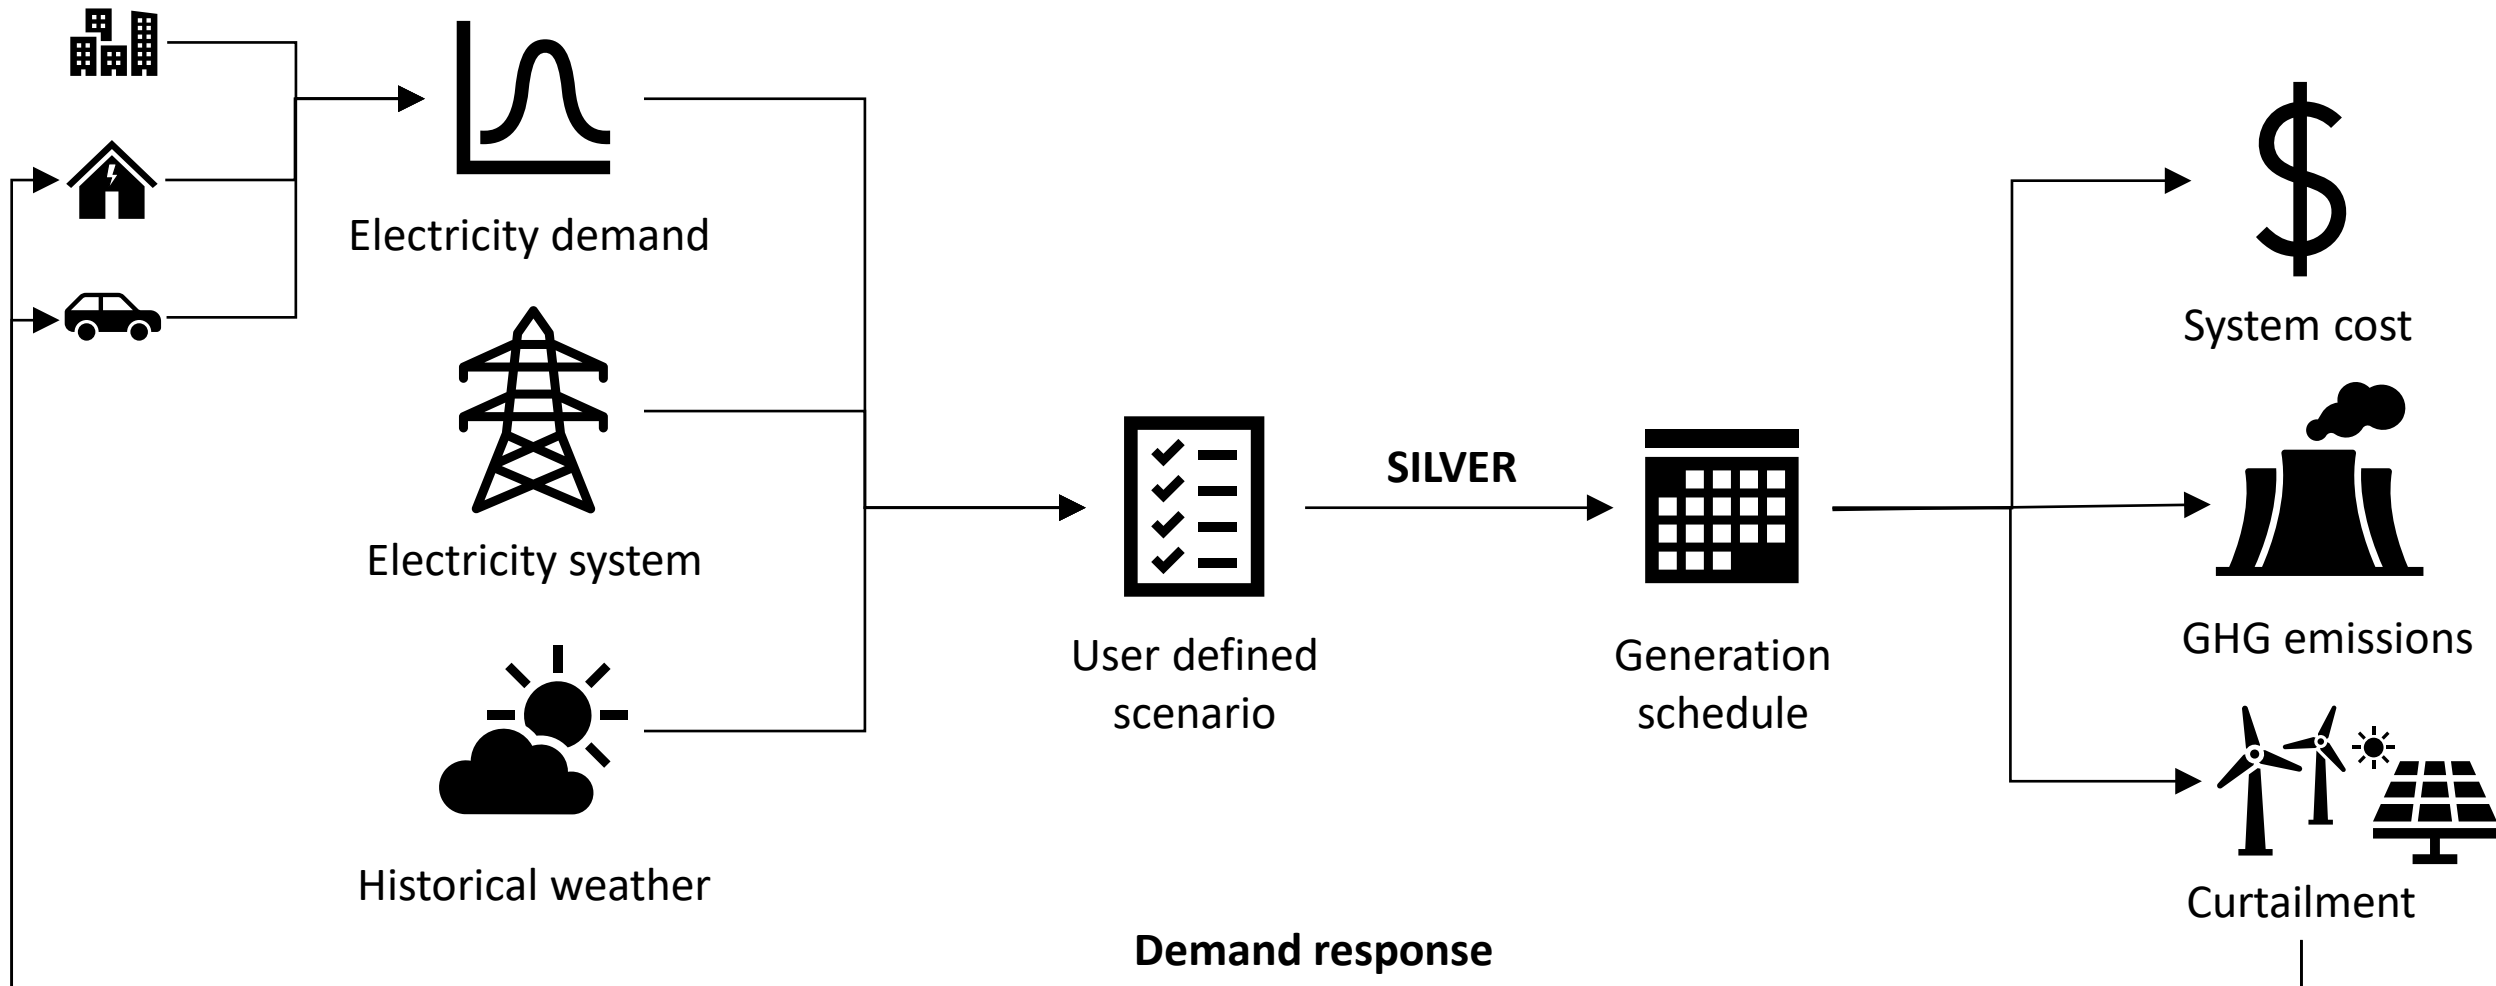 Electricity demand
System cost
SILVER
Electricity system
User defined
scenario
Generation
schedule
GHG emissions
Historical weather
Curtailment
Demand response